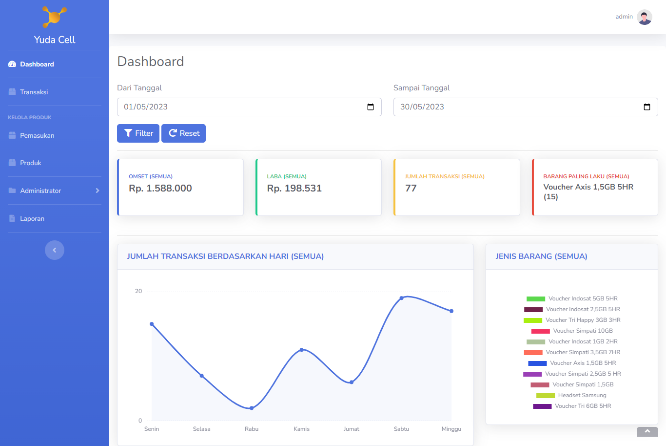 Yuda Cell
Dashboard
Transaksi
KELOLA PRODUK
Pemasukan
Produk
Administrator
Laporan
admin
Dashboard
Dari Tanggal
Sampai Tanggal
01/05/2023
30/05/2023
Filter
Reset
OMSET (SEMUA)
Rp. 1.588.000
LABA (SEMUA)
Rp. 198.531
JUMLAH TRANSAKSI (SEMUA)
77
BARANG PALING LAKU (SEMUA)
Voucher Axis 1,5GB 5HR
(15)
JUMLAH TRANSAKSI BERDASARKAN HARI (SEMUA)
20
0
Senin Selasa Rabu Kamis Jumat Sabtu Minggu
JENIS BARANG (SEMUA)
Voucher Indosat 5GB 5HR
Voucher Indosat 2,5GB 5HR
Voucher Tri Happy 3GB 3HR
Voucher Simpati 10GB
Voucher Indosat 1GB 2HR
Voucher Simpati 3,5GB 7HR
Voucher Axis 1,5GB 5HR
Voucher Simpati 2,5GB 5 HR
Voucher Simpati 1,5GB
Headset Samsung
Voucher Tri 6GB 5HR